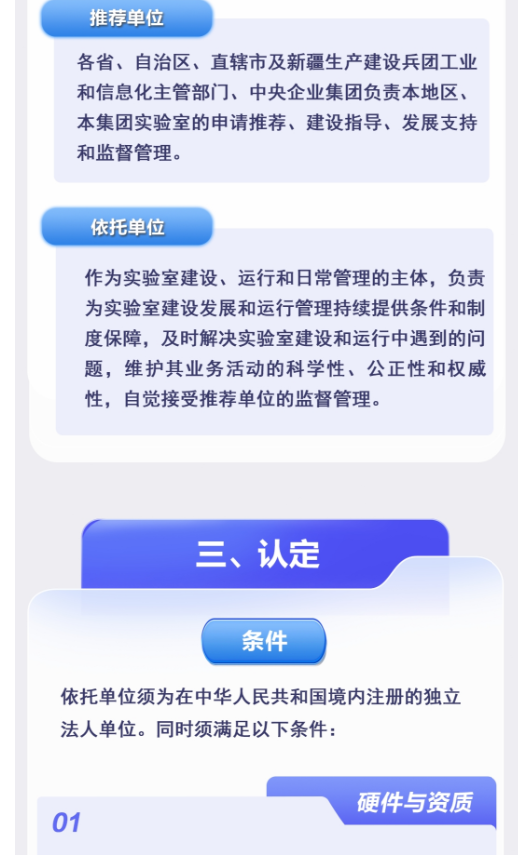 推荐单位
各省、自治区、直辖市及新疆生产建设兵团工业
和信息化主管部门、中央企业集团负责本地区、
本集团实验室的申请推荐、建设指导、发展支持
和监督管理。
依托单位
作为实验室建设、运行和日常管理的主体，负责
为实验室建设发展和运行管理持续提供条件和制
度保障，及时解决实验室建设和运行中遇到的问
题，维护其业务活动的科学性、公正性和权威
性，自觉接受推荐单位的监督管理。
三、认定
条件
依托单位须为在中华人民共和国境内注册的独立
法人单位。同时须满足以下条件：
硬件与资质
01